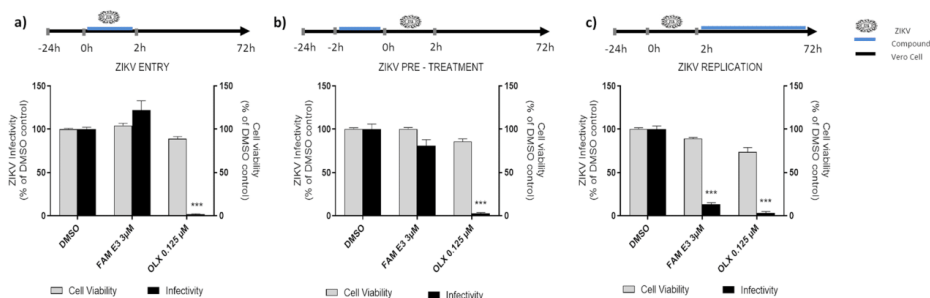 a)
ZIKV
-24h 0h 2h 72h
ZIKV ENTRY
ZIKV Infectivity
(% of DMSO control)
150
100
50
0
150
100
50
0
Cell viability
(% of DMSO control)
***
DMSO
FAM E3 3µM
OLX 0.125 µM
Cell Viability Infectivity
b)
-24h -2h 0h 2h 72h
ZIKV PRE - TREATMENT
ZIKV Infectivity
(% of DMSO control)
150
100
50
0
150
100
50
0
Cell viability
(% of DMSO control)
***
DMSO
FAM E3 3µM
OLX 0.125 µM
Cell Viability Infectivity
c)
-24h 0h 2h 72h
ZIKV REPLICATION
ZIKV Infectivity
(% of DMSO control)
150
100
50
0
150
100
50
0
Cell viability
(% of DMSO control)
***
***
DMSO
FAM E3 3µM
OLX 0.125 µM
Cell Viability Infectivity
ZIKV
Compound
Vero Cell